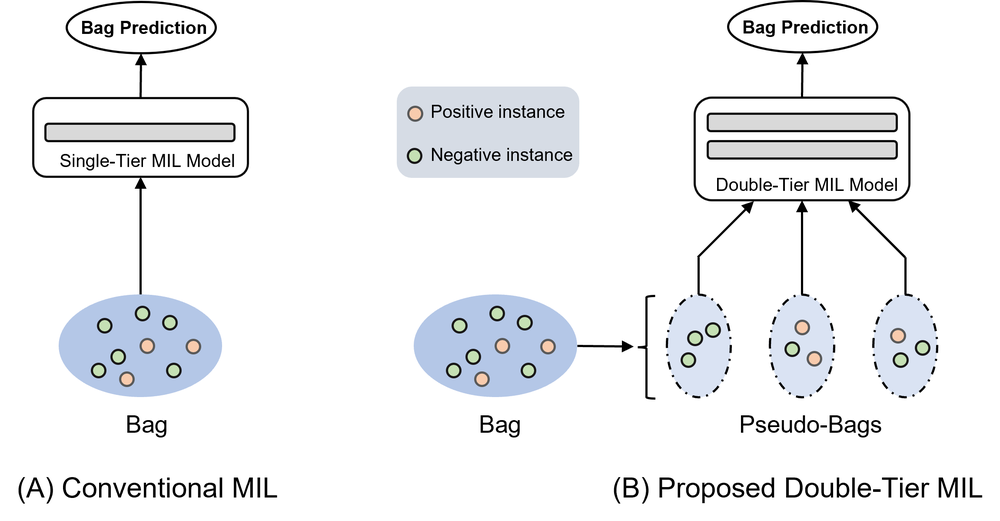 Bag Prediction
Single-Tier MIL Model
Bag
(A) Conventional MIL
Positive instance
Negative instance
Bag Prediction
Double-Tier MIL Model
Bag
Pseudo-Bags
(B) Proposed Double-Tier MIL